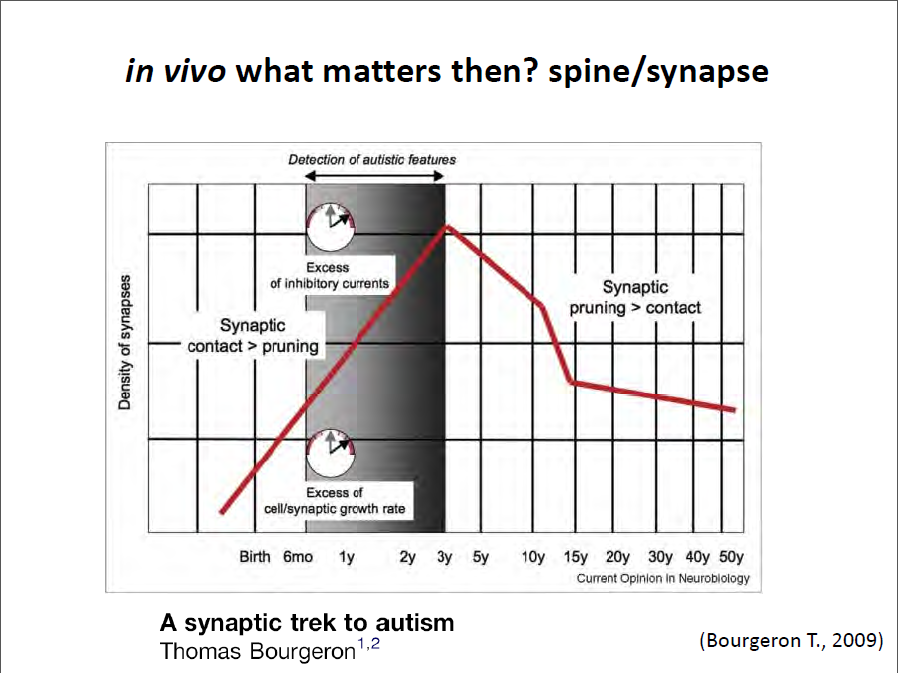 in vivo what matters then? spine/synapse
Detection of autistic features
Excess
of inhibitory currents
Synaptic
pruning > contact
Synaptic
contact > pruning
Density of synapses
Excess of
cell/synaptic growth rate
Birth 6mo 1y 2y 3y 5y 10y 15y 20y 30y 40y 50y
Current Opinion in Neurobiology
A synaptic trek to autism
Thomas Bourgeron1,2
(Bourgeron T., 2009)